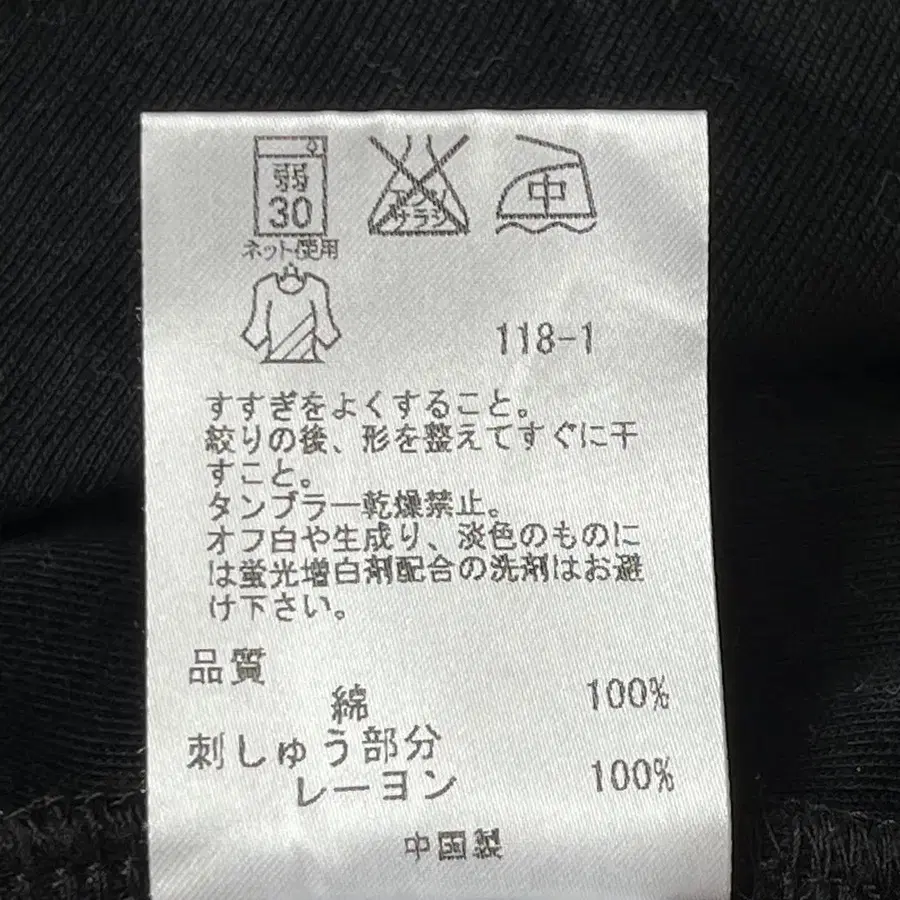 弱
30
ネット使用
エンソ
サラシ
中
118-1
すすぎをよくすること。
絞りの後、形を整えてすぐに干
すこと。
タンブラー乾燥禁止。
オフ白や生成り、淡色のものに
は蛍光増白剤配合の洗剤はお避
け下さい。
品質
綿 100%
刺しゅう部分
レーヨン 100%
中国製